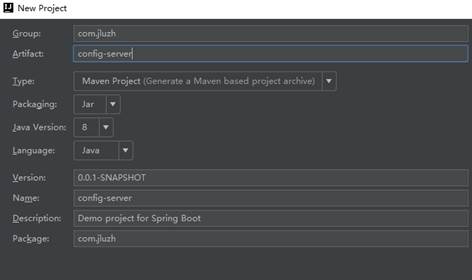 New Project
Group: com.jluzh
Artifact: config-server
Type: Maven Project (Generate a Maven based project archive)
Packaging: Jar
Java Version: 8
Language: Java
Version: 0.0.1-SNAPSHOT
Name: config-server
Description: Demo project for Spring Boot
Package: com.jluzh